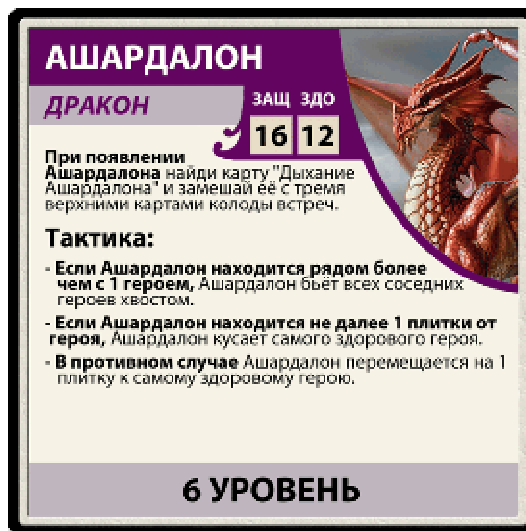 АШАРДАЛОН
ДРАКОН
ЗАЩ ЗДО
16 12
При появлении
Ашардалона найди карту "Дыхание
Ашардалона" и замешай её с тремя
верхними картами колоды встреч.
Тактика:
- Если Ашардалон находится рядом более
чем с 1 героем, Ашардалон бьёт всех соседних
героев хвостом.
- Если Ашардалон находится не далее 1 плитки от
героя, Ашардалон кусает самого здорового героя.
- В противном случае Ашардалон перемещается на 1
плитку к самому здоровому герою.
6 УРОВЕНЬ